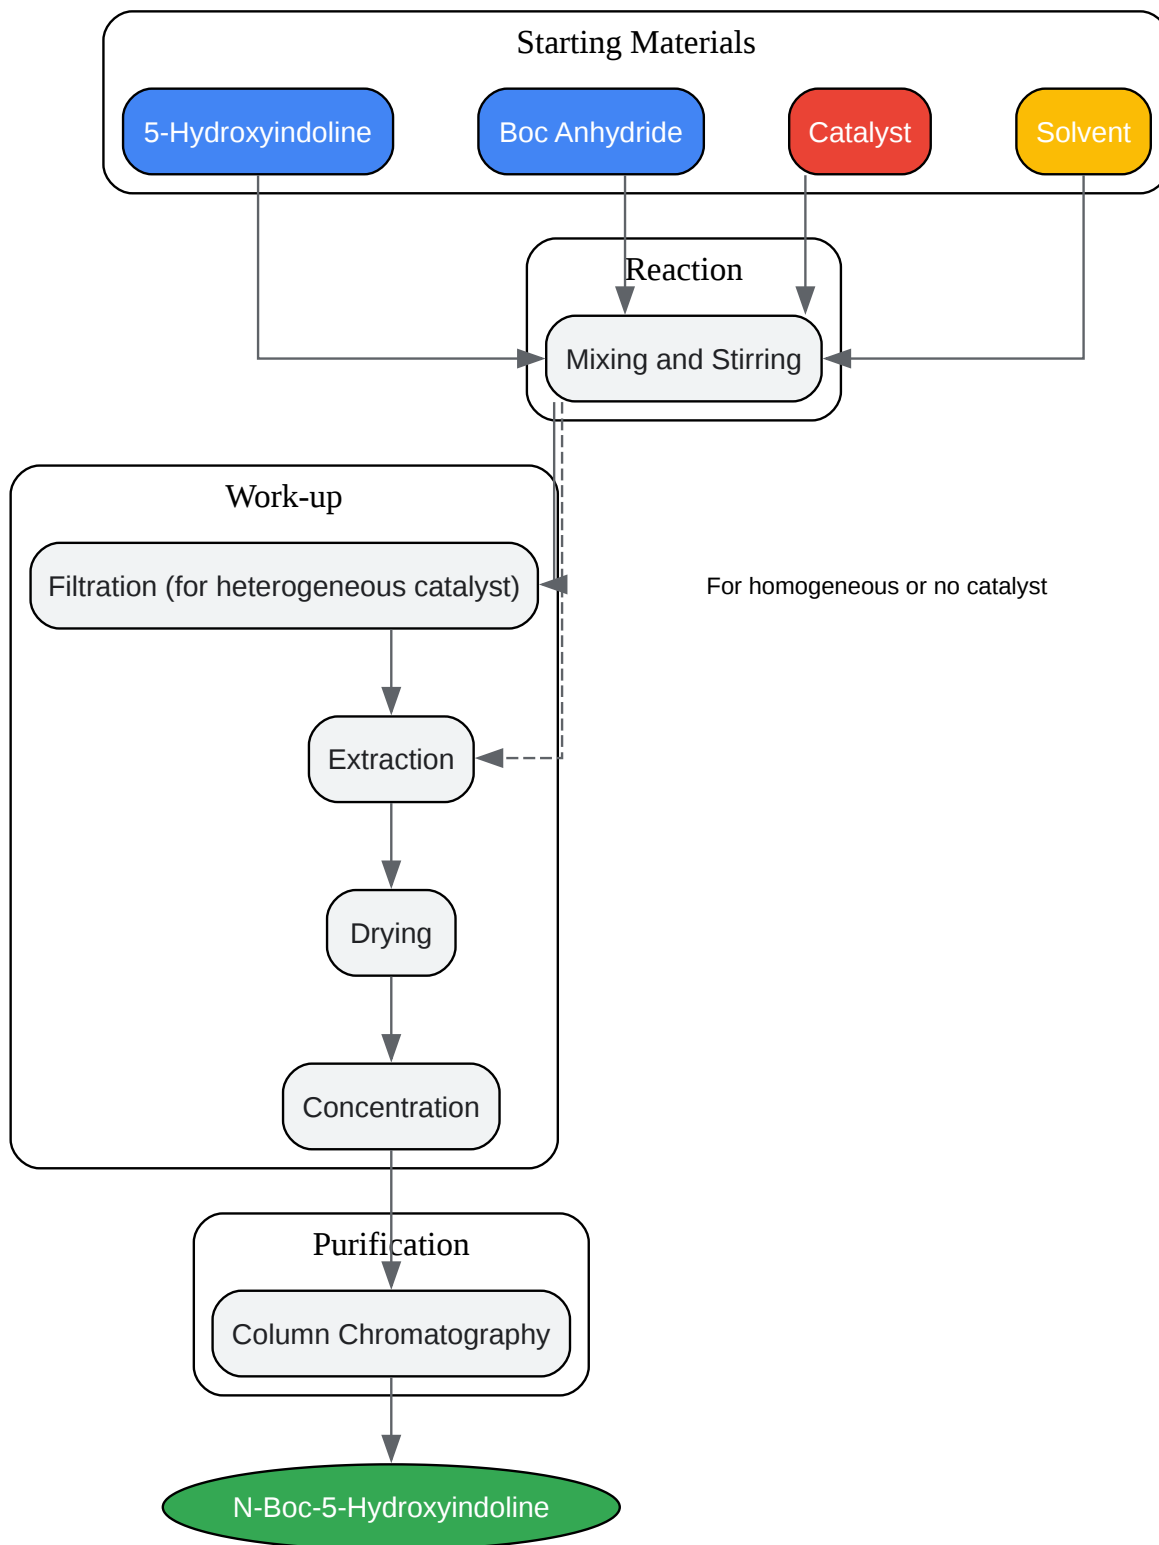 Starting Materials
5-Hydroxyindoline
Boc Anhydride
Catalyst
Solvent
Reaction
Mixing and Stirring
Work-up
Filtration (for heterogeneous catalyst)
For homogeneous or no catalyst
Extraction
Drying
Concentration
Purification
Column Chromatography
N-Boc-5-Hydroxyindoline